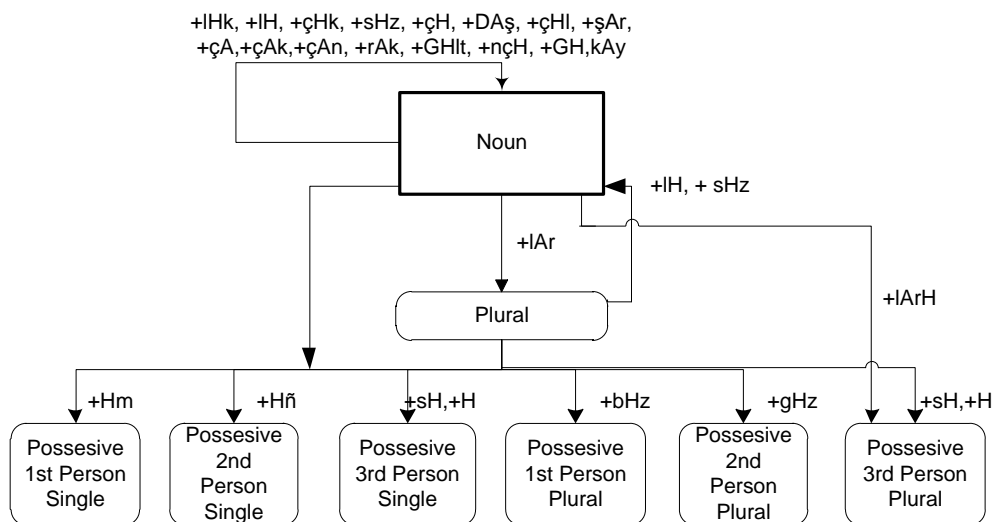 +lHk, +lH, +çHk, +sHz, +çH, +DAş, +çHl, +şAr,
+çA,+çAk,+çAn, +rAk, +GHlt, +nçH, +GH,kAy
Noun
+lH, + sHz
+lAr
Plural
+lArH
+Hm
+Hñ
+sH,+H
+bHz
+gHz
+sH,+H
Possesive
1st Person
Single
Possesive
2nd
Person
Single
Possesive
3rd Person
Single
Possesive
1st Person
Plural
Possesive
2nd
Person
Plural
Possesive
3rd Person
Plural